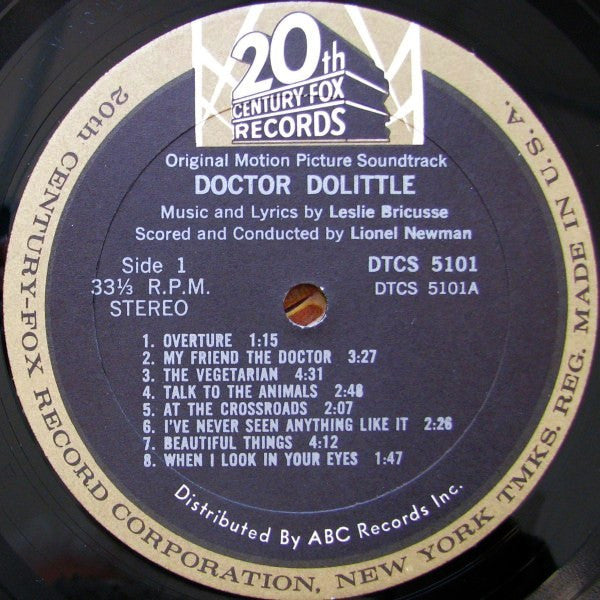 20th
CENTURY-FOX
RECORDS
Original Motion Picture Soundtrack
DOCTOR DOLITTLE
Music and Lyrics by Leslie Bricusse
Scored and Conducted by Lionel Newman
Side 1
33⅓ R.P.M.
STEREO
DTCS 5101
DTCS 5101A
1. OVERTURE 1:15
2. MY FRIEND THE DOCTOR 3:27
3. THE VEGETARIAN 4:31
4. TALK TO THE ANIMALS 2:48
5. AT THE CROSSROADS 2:07
6. I'VE NEVER SEEN ANYTHING LIKE IT 2:26
7. BEAUTIFUL THINGS 4:12
8. WHEN I LOOK IN YOUR EYES 1:47
Distributed By ABC Records Inc.
20th CENTURY-FOX RECORD CORPORATION, NEW YORK TMKS. REG. MADE IN U.S.A.